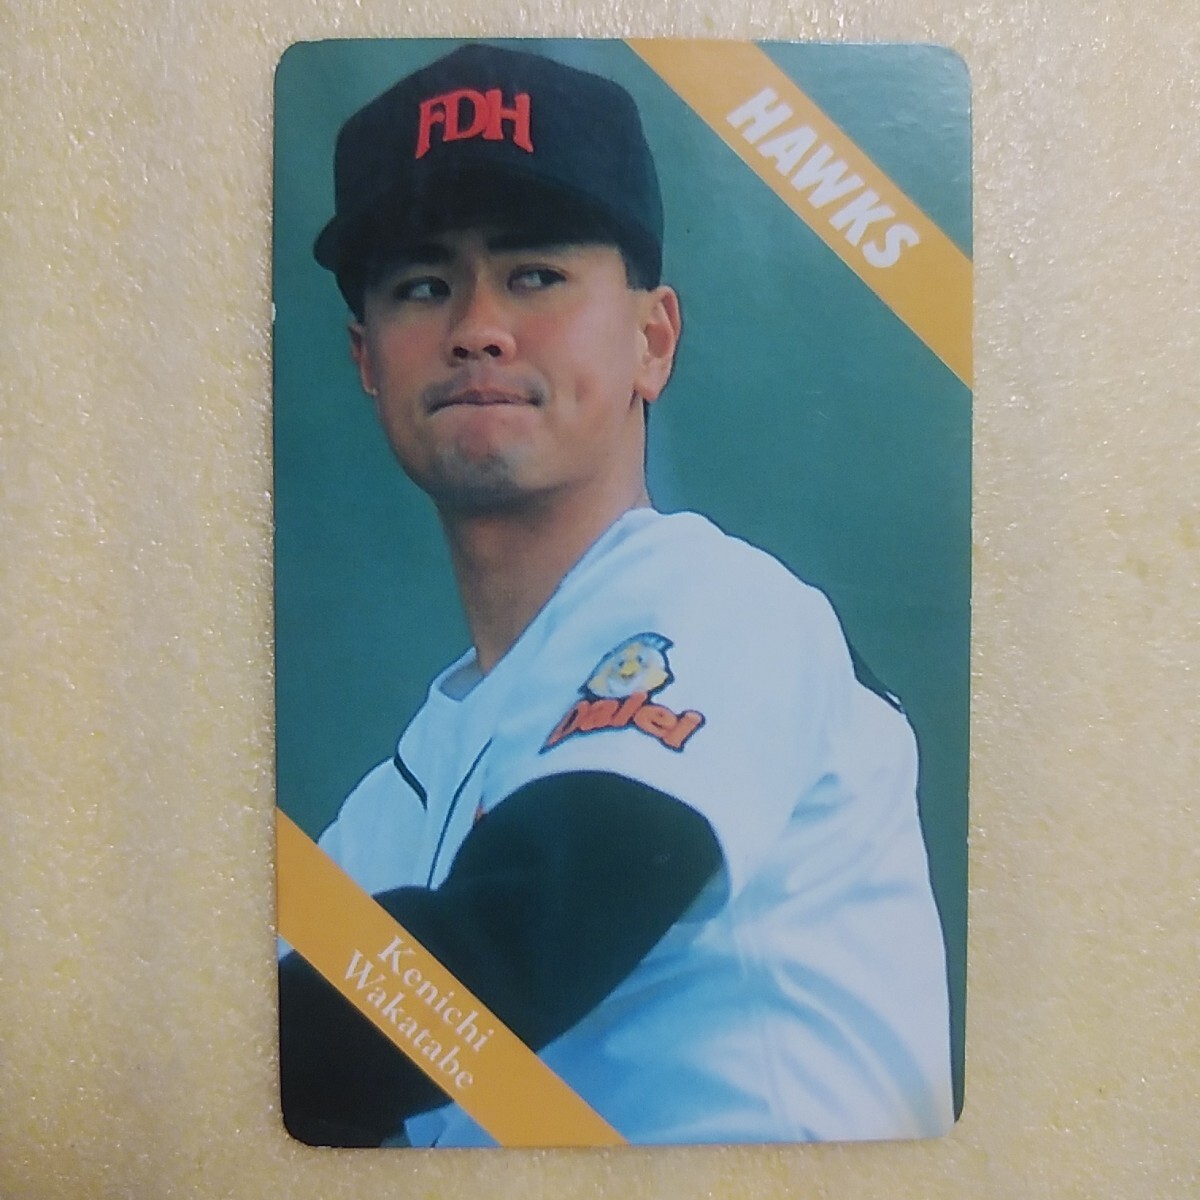 FDH
HAWKS
Daiei
Kenichi
Wakatabe